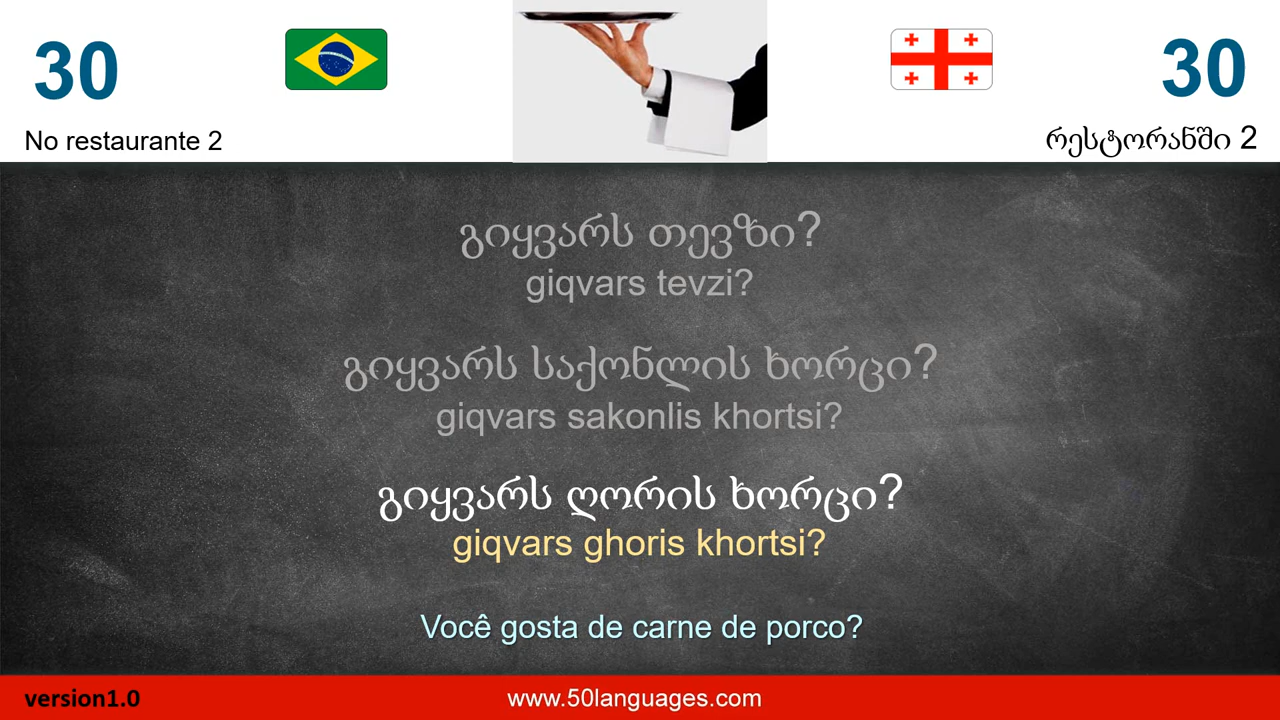 30
30
No restaurante 2
რესტორანში 2
გიყვარს თევზი?
giqvars tevzi?
გიყვარს საქონლის ხორცი?
giqvars sakonlis khortsi?
გიყვარს ღორის ხორცი?
giqvars ghoris khortsi?
Você gosta de carne de porco?
version1.0
www.50languages.com